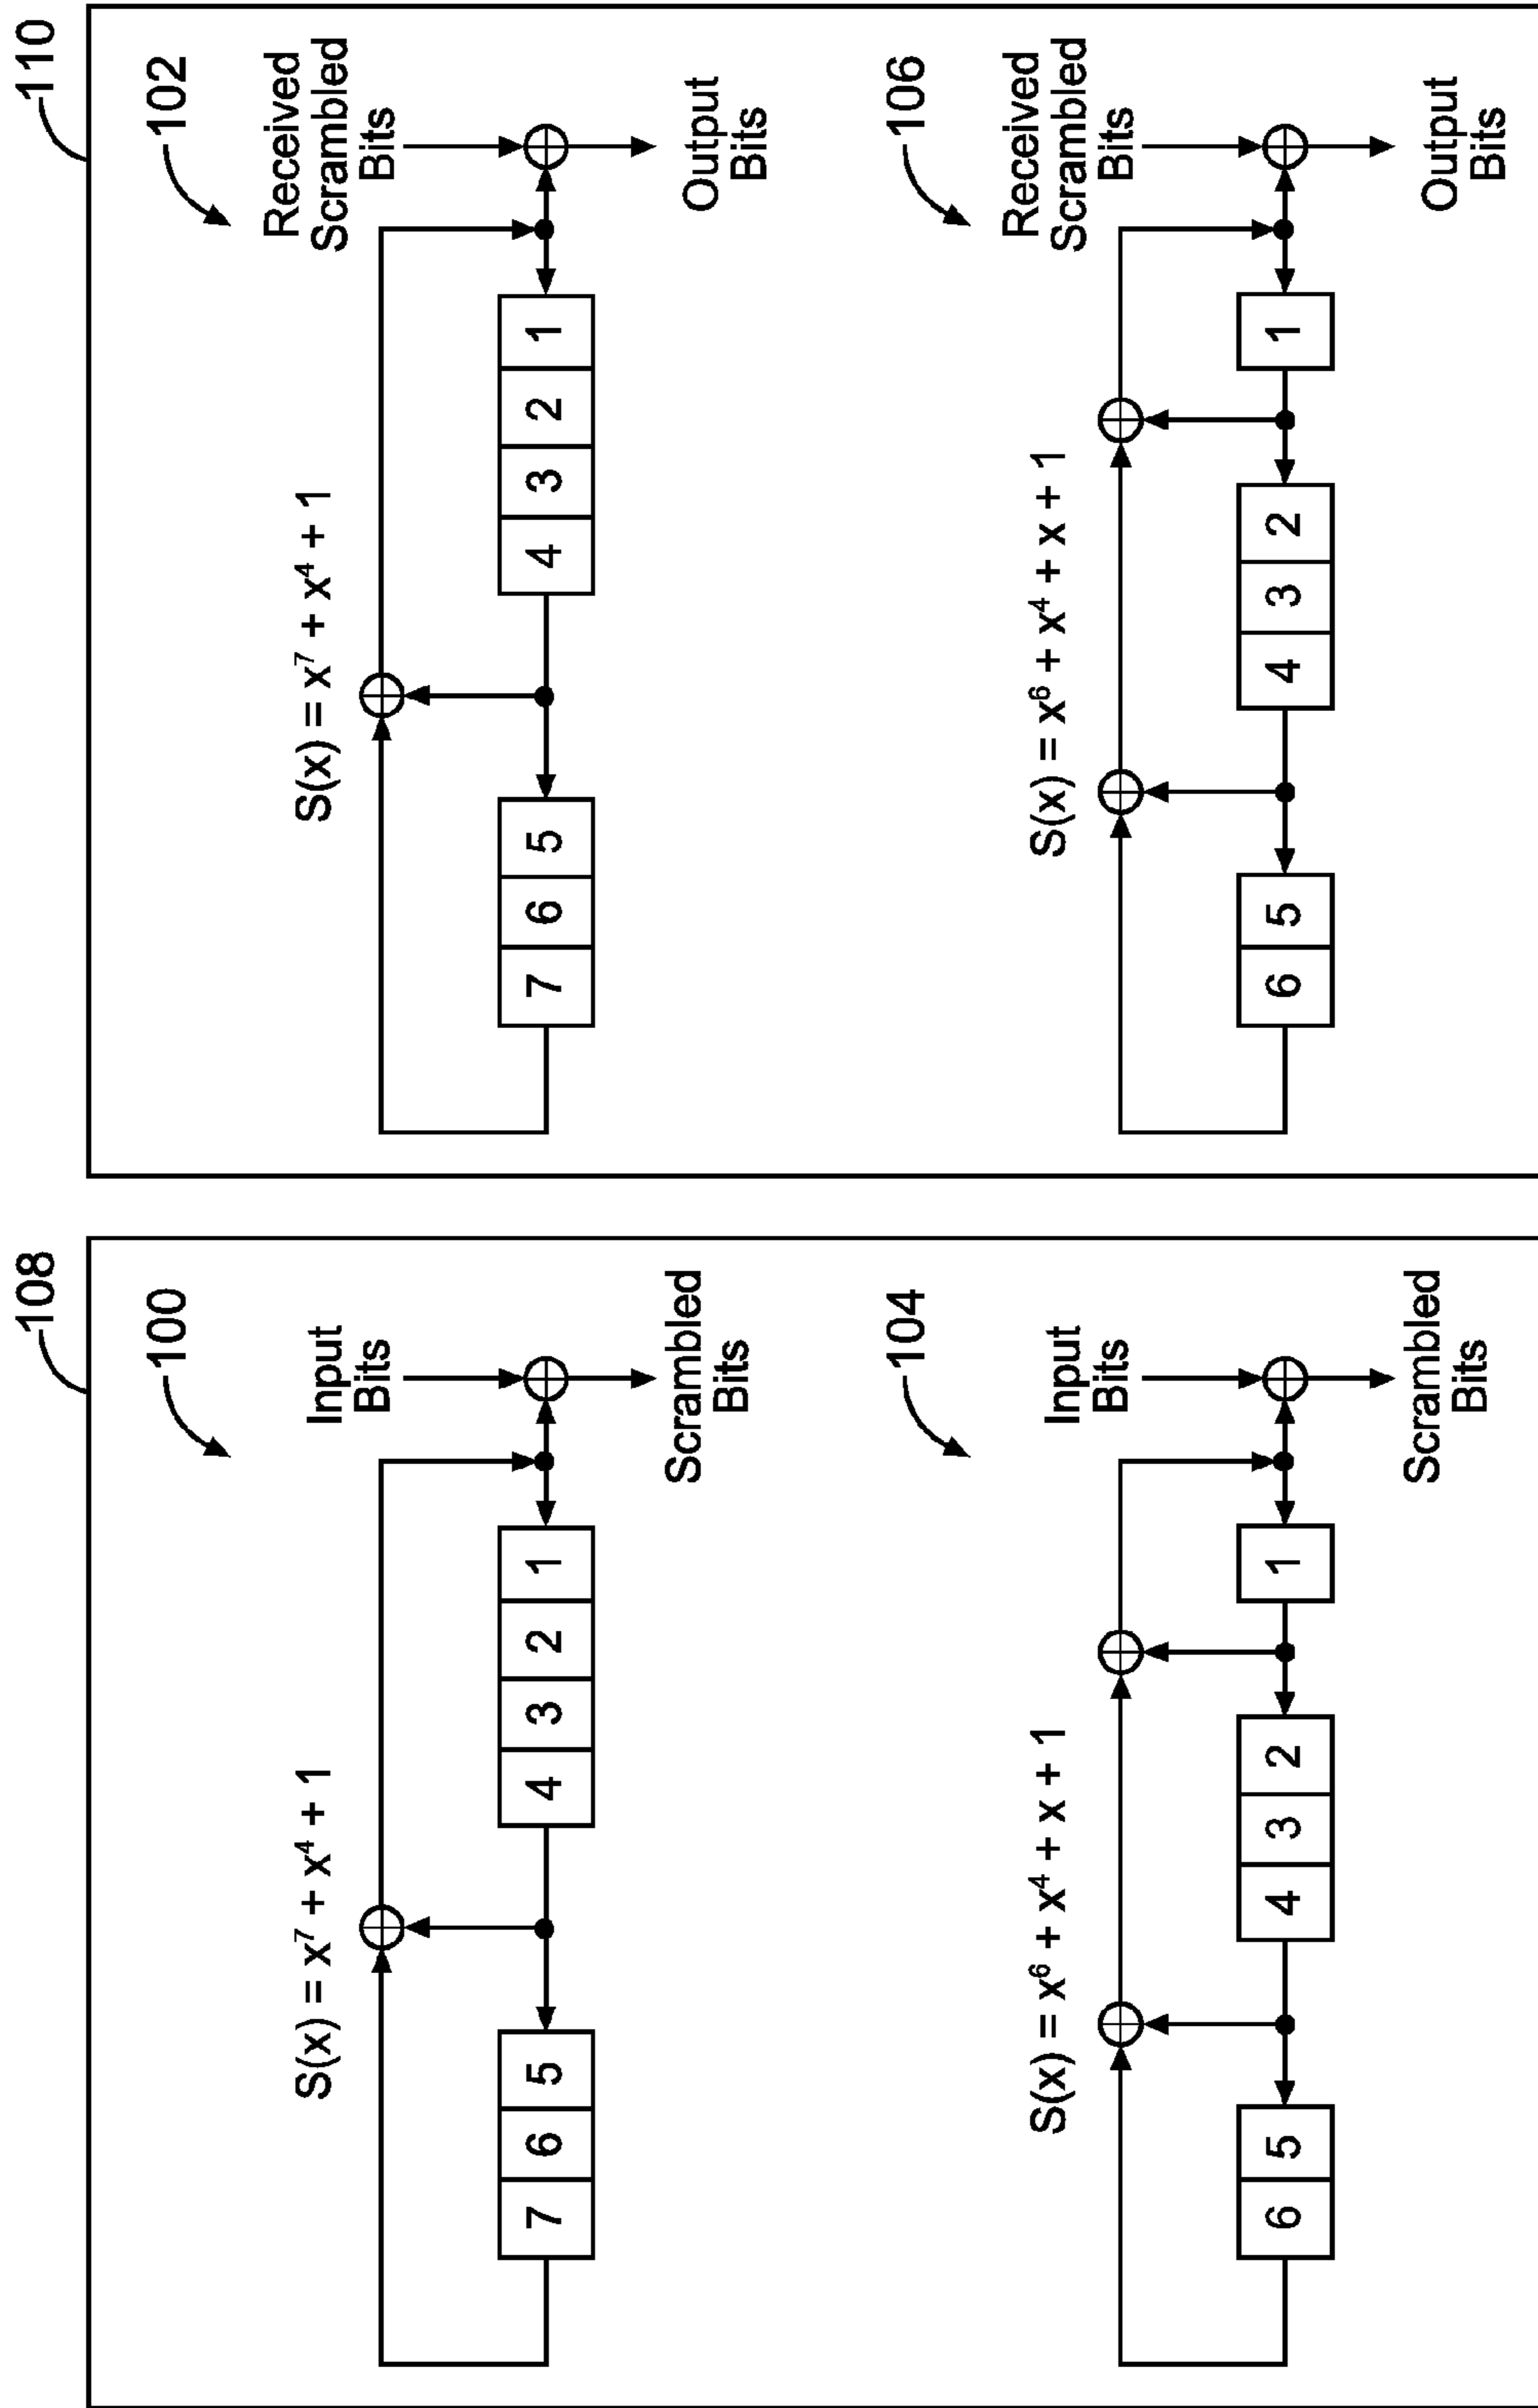 108
100
S(x) = x⁷ + x⁴ + 1
Input
Bits
7 6 5 4 3 2 1
Scrambled
Bits
104
S(x) = x⁶ + x⁴ + x + 1
Input
Bits
6 5 4 3 2 1
Scrambled
Bits
110
102
S(x) = x⁷ + x⁴ + 1
Received
Scrambled
Bits
7 6 5 4 3 2 1
Output
Bits
106
S(x) = x⁶ + x⁴ + x + 1
Received
Scrambled
Bits
6 5 4 3 2 1
Output
Bits